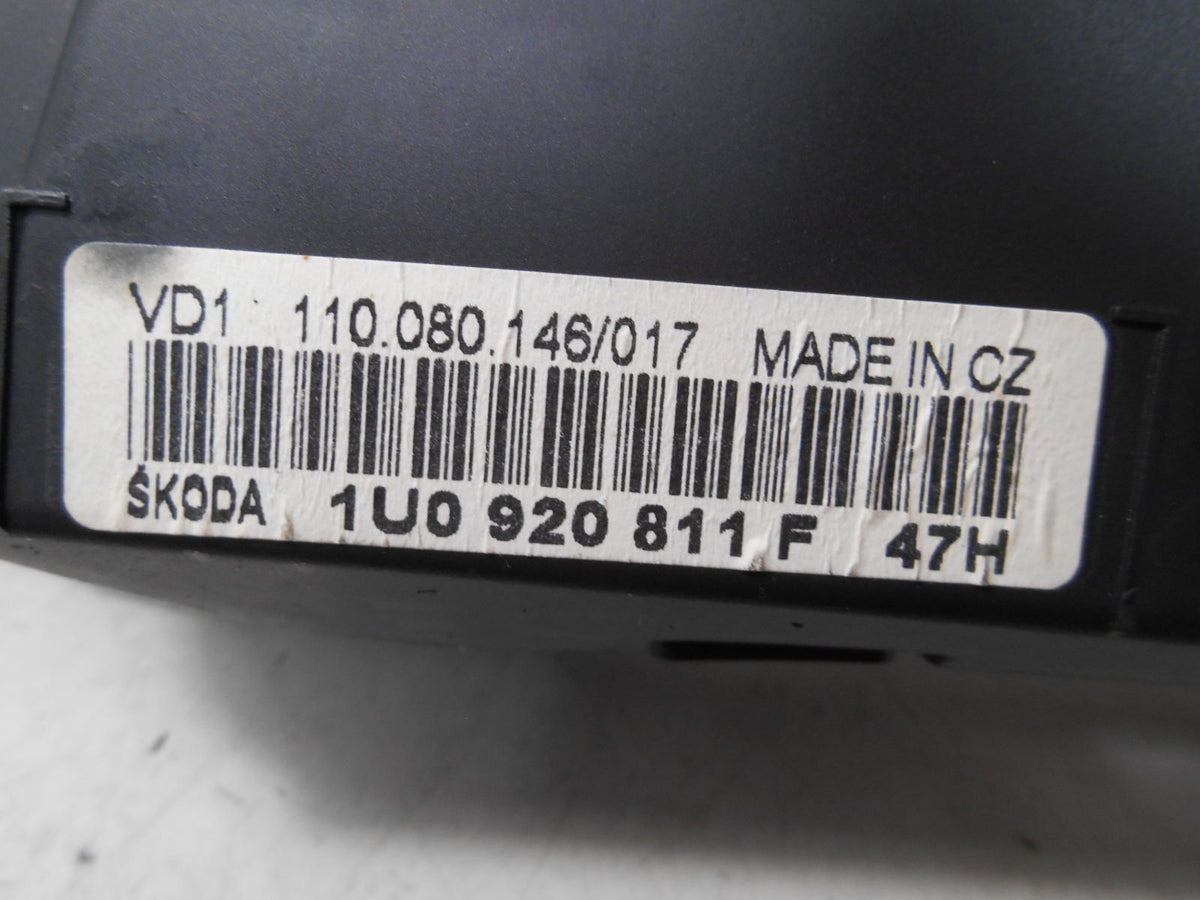 VD1 110.080.146/017 MADE IN CZ
ŠKODA 1U0 920 811 F 47H